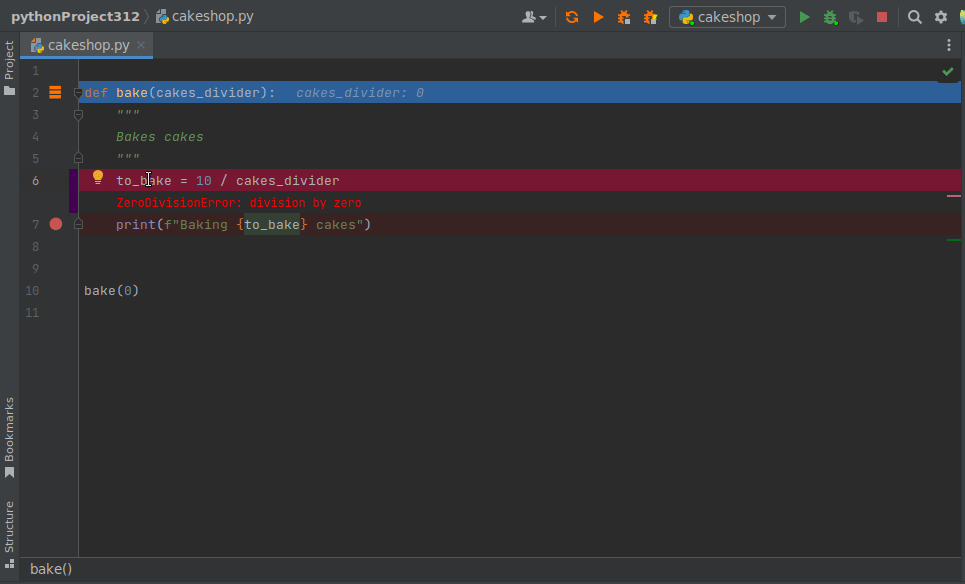 pythonProject312 cakeshop.py cakeshop
cakeshop.py
Project
1
2 def bake(cakes_divider): cakes_divider: 0
3 """
4 Bakes cakes
5 """
6 to_bake = 10 / cakes_divider
ZeroDivisionError: division by zero
7 print(f"Baking {to_bake} cakes")
8
9
10 bake(0)
11
Bookmarks
Structure
bake()